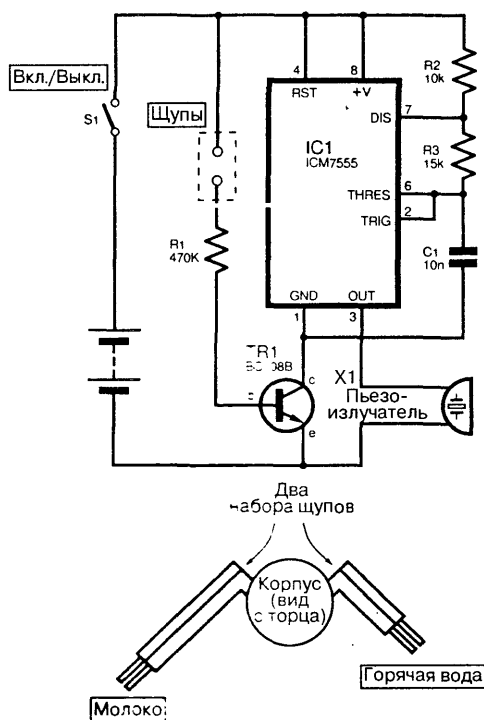 Вкл./Выкл.
S1
Щупы
R1
470K
4
RST
8
+V
IC1
ICM7555
DIS
7
R2
10k
R3
15k
THRES
6
TRIG
2
C1
10n
GND
OUT
1
3
TR1
c
e
X1
Пьезо-
излучатель
Два
набора щупов
Корпус
(вид
с торца)
Молоко
Горячая вода